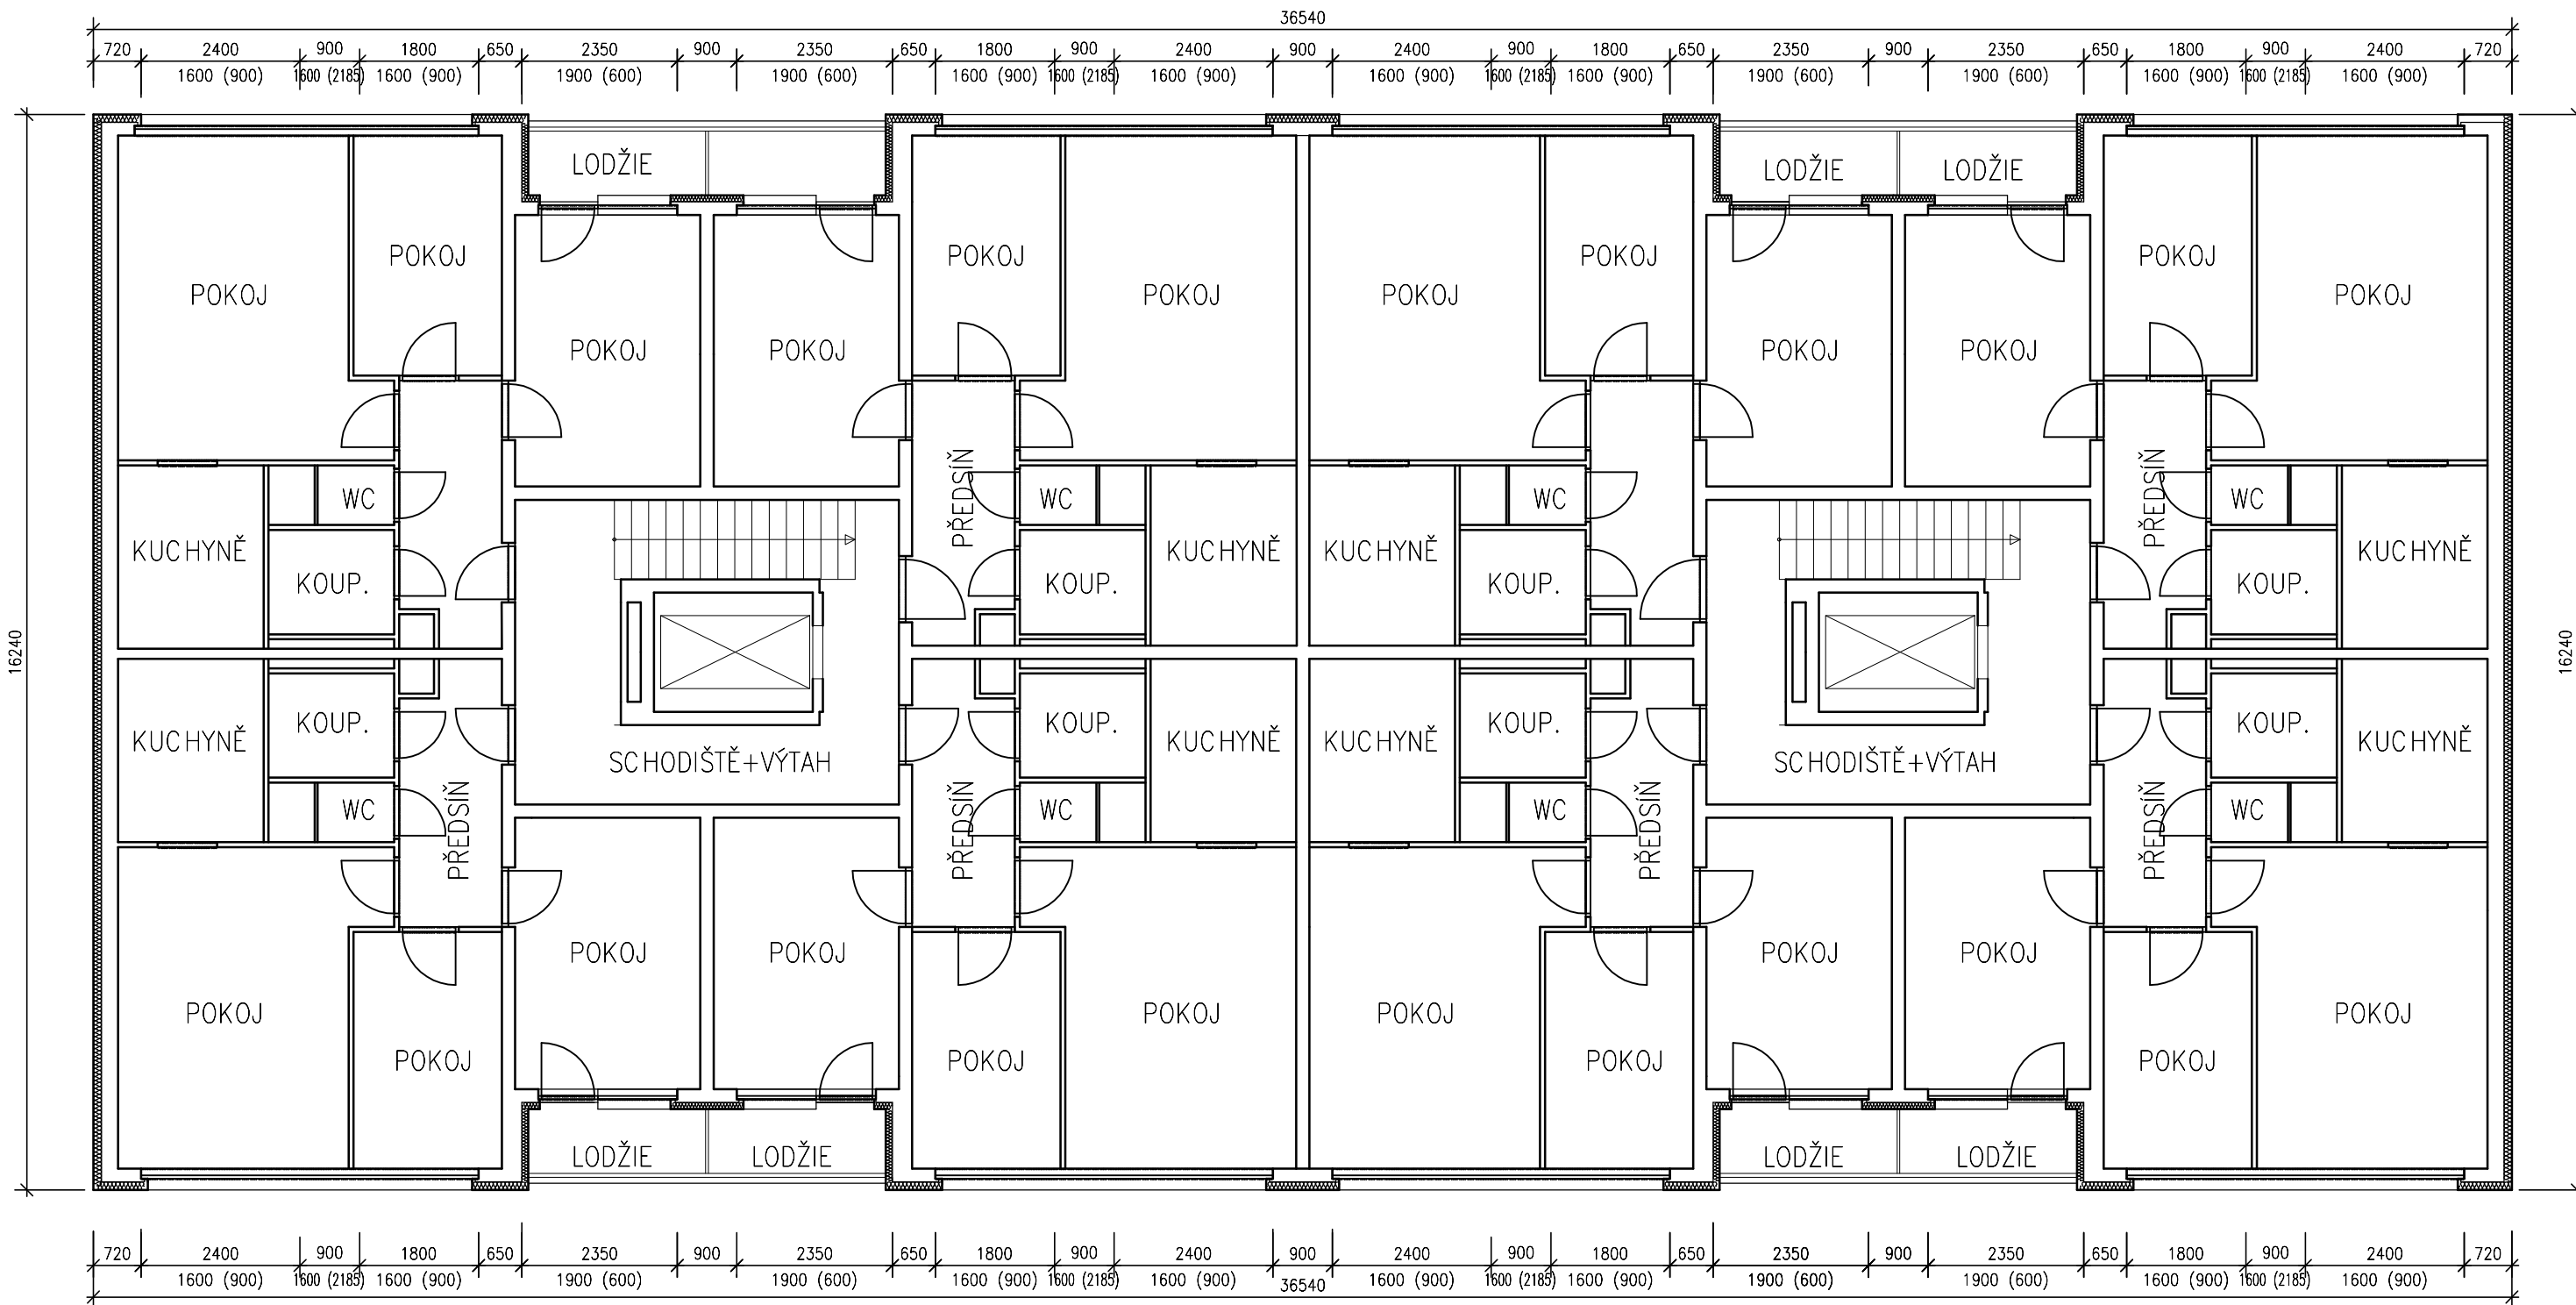 36540
720 2400 900 1800 650 2350 900 2350 650 1800 900 2400 900 2400 900 1800 650 2350 900 2350 650 1800 900 2400 720
1600 (900) 1600 (2185) 1600 (900) 1900 (600) 1900 (600) 1600 (900) 1600 (2185) 1600 (900) 1600 (900) 1600 (2185) 1600 (900) 1900 (600) 1900 (600) 1600 (900) 1600 (2185) 1600 (900)
LODŽIE LODŽIE LODŽIE
POKOJ POKOJ POKOJ POKOJ
POKOJ POKOJ POKOJ POKOJ
POKOJ POKOJ POKOJ POKOJ
WC WC WC WC
PŘEDSÍŇ PŘEDSÍŇ
KUCHYNĚ KUCHYNĚ KUCHYNĚ KUCHYNĚ
KOUP. KOUP. KOUP. KOUP.
16240 16240
KOUP. KOUP. KOUP. KOUP.
KUCHYNĚ KUCHYNĚ KUCHYNĚ KUCHYNĚ
SCHODIŠTĚ+VÝTAH SCHODIŠTĚ+VÝTAH
WC WC WC WC
PŘEDSÍŇ PŘEDSÍŇ PŘEDSÍŇ PŘEDSÍŇ
POKOJ POKOJ POKOJ POKOJ
POKOJ POKOJ POKOJ POKOJ
POKOJ POKOJ POKOJ POKOJ
LODŽIE LODŽIE LODŽIE LODŽIE
720 2400 900 1800 650 2350 900 2350 650 1800 900 2400 900 2400 900 1800 650 2350 900 2350 650 1800 900 2400 720
1600 (900) 1600 (2185) 1600 (900) 1900 (600) 1900 (600) 1600 (900) 1600 (2185) 1600 (900) 1600 (900) 1600 (2185) 1600 (900) 1900 (600) 1900 (600) 1600 (900) 1600 (2185) 1600 (900)
36540